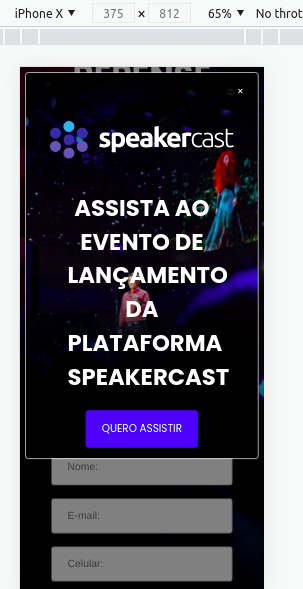 iPhone X ▼ 375 × 812 65% ▼ No throt
DEFENSE
×
speakercast
ASSISTA AO
EVENTO DE
LANÇAMENTO
DA
PLATAFORMA
SPEAKERCAST
QUERO ASSISTIR
Nome:
E-mail:
Celular: